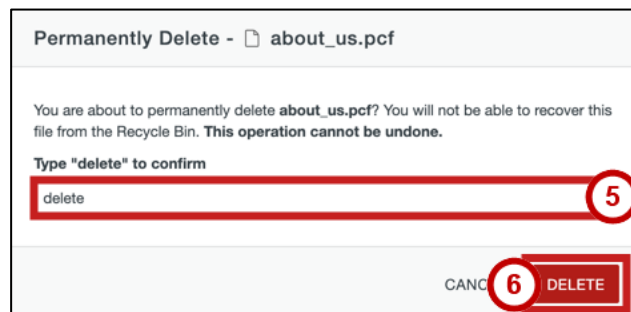 Permanently Delete - about_us.pcf
You are about to permanently delete about_us.pcf? You will not be able to recover this
file from the Recycle Bin. This operation cannot be undone.
Type "delete" to confirm
delete
5
CANC
6
DELETE